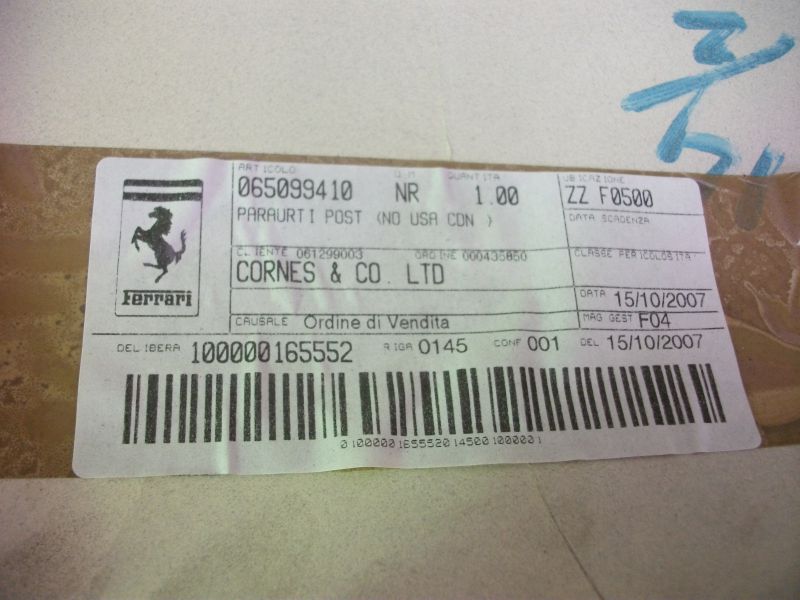 ARTICOLO U.M QUANTITA UBICAZIONE
065099410 NR 1.00 ZZ F0500
PARAURTI POST (NO USA CDN ) DATA SCADENZA
CLIENTE 061299003 ORDINE 000435850 CLASSE PERICOLOSITA
CORNES & CO. LTD
Ferrari
DATA 15/10/2007
CAUSALE Ordine di Vendita MAG GEST F04
DELIBERA 100000165552 RIGA 0145 CONF 001 DEL 15/10/2007
0100000165552014500100001